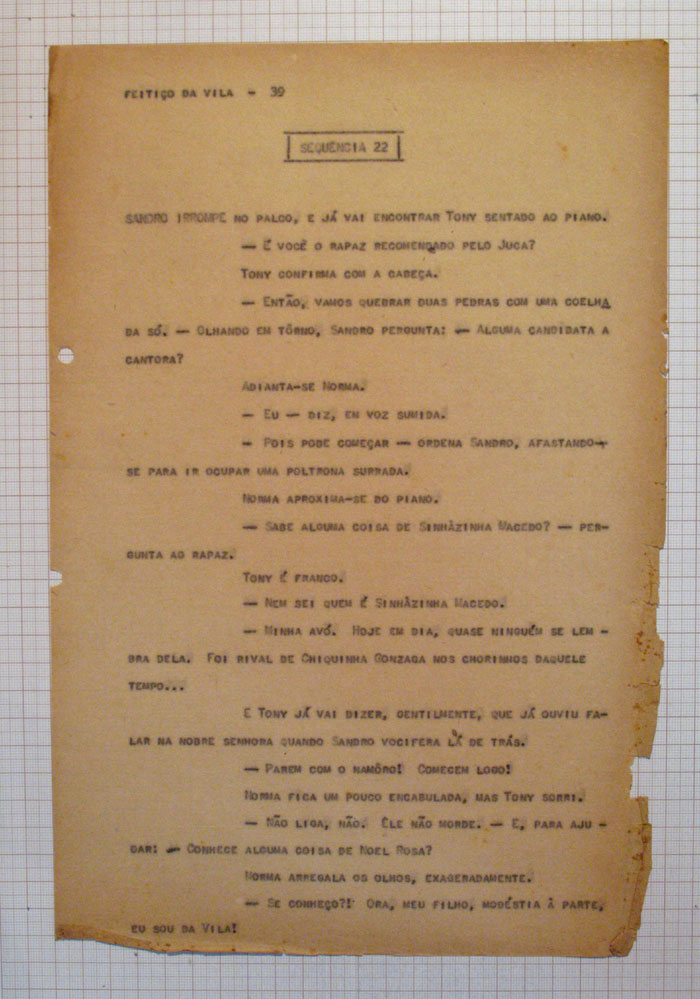 FEITIÇO DA VILA - 39
SEQUÊNCIA 22
SANDRO IRROMPE NO PALCO, E JÁ VAI ENCONTRAR TONY SENTADO AO PIANO.
— É VOCÊ O RAPAZ RECOMENDADO PELO JUCA?
TONY CONFIRMA COM A CABEÇA.
— ENTÃO, VAMOS QUEBRAR DUAS PEDRAS COM UMA COELHA
DA SÓ. — OLHANDO EM TÔRNO, SANDRO PERGUNTA: — ALGUMA CANDIDATA A
CANTORA?
ADIANTA-SE NORMA.
— EU — DIZ, EM VOZ SUMIDA.
— POIS PODE COMEÇAR — ORDENA SANDRO, AFASTANDO-
SE PARA IR OCUPAR UMA POLTRONA SURRADA.
NORMA APROXIMA-SE DO PIANO.
— SABE ALGUMA COISA DE SINHÀZINHA MACEDO? — PER-
GUNTA AO RAPAZ.
TONY É FRANCO.
— NEM SEI QUEM É SINHÀZINHA MACEDO.
— MINHA AVÓ. HOJE EM DIA, QUASE NINGUÉM SE LEM -
BRA DELA. FOI RIVAL DE CHIQUINHA GONZAGA NOS CHORINHOS DAQUELE
TEMPO...
E TONY JÁ VAI DIZER, GENTILMENTE, QUE JÁ OUVIU FA-
LAR NA NOBRE SENHORA QUANDO SANDRO VOCIFERA LÁ DE TRÁS.
— PAREM COM O NAMÔRO! COMECEM LOGO!
NORMA FICA UM POUCO ENCABULADA, MAS TONY SORRI.
— NÃO LIGA, NÃO. ÊLE NÃO MORDE. — E, PARA AJU -
DAR: — CONHECE ALGUMA COISA DE NOEL ROSA?
NORMA ARREGALA OS OLHOS, EXAGERADAMENTE.
— SE CONHEÇO?! ORA, MEU FILHO, MODÉSTIA À PARTE,
EU SOU DA VILA!